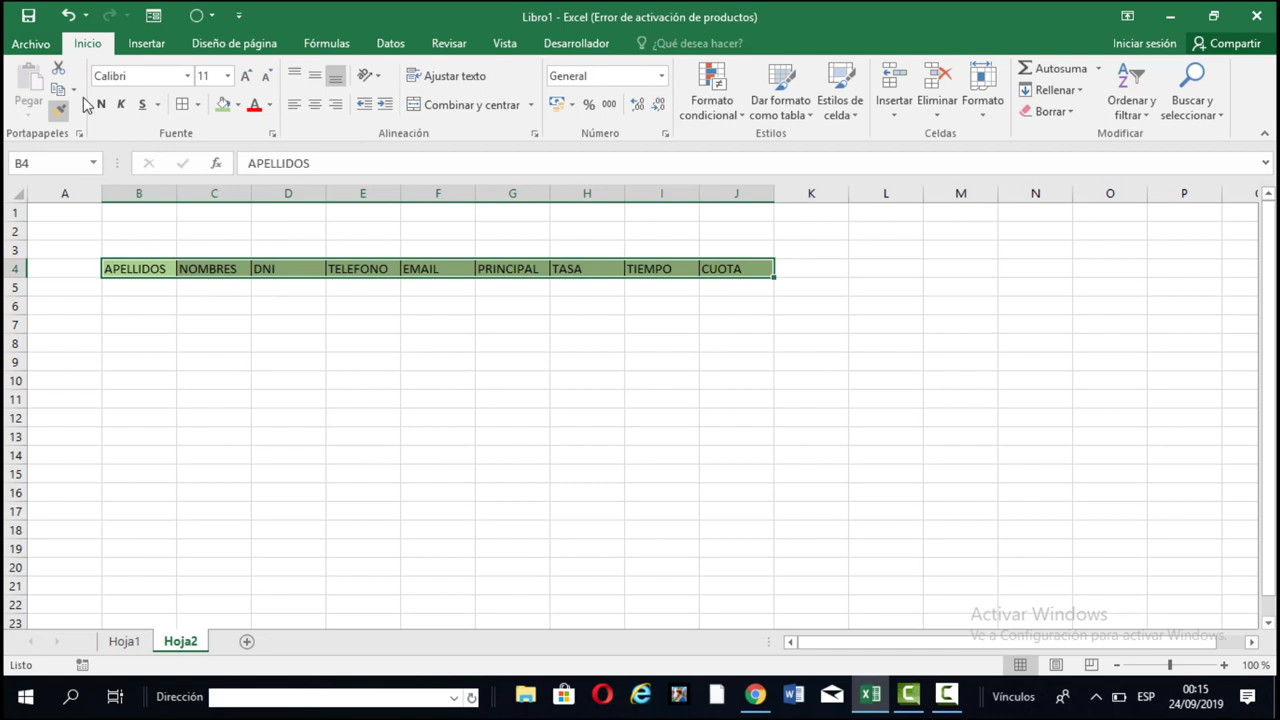 Libro1 - Excel (Error de activación de productos)
Archivo Inicio Insertar Diseño de página Fórmulas Datos Revisar Vista Desarrollador ¿Qué desea hacer? Iniciar sesión Compartir
Pegar
Calibri 11
N K S
Ajustar texto
Combinar y centrar
General
% 000
Formato condicional
Dar formato como tabla
Estilos de celda
Insertar Eliminar Formato
Autosuma
Rellenar
Borrar
Ordenar y filtrar
Buscar y seleccionar
Portapapeles Fuente Alineación Número Estilos Celdas Modificar
B4 fx APELLIDOS
A B C D E F G H I J K L M N O P
1
2
3
4 APELLIDOS NOMBRES DNI TELEFONO EMAIL PRINCIPAL TASA TIEMPO CUOTA
5
6
7
8
9
10
11
12
13
14
15
16
17
18
19
20
21
22
23
Activar Windows
Ve a Configuración para activar Windows.
Hoja1 Hoja2
Listo 100 %
Dirección Vínculos ESP 00:15
24/09/2019